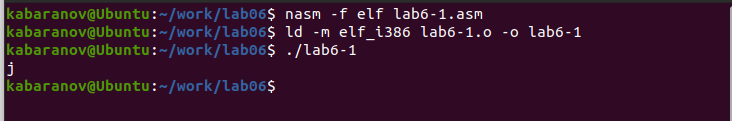 kabaranov@Ubuntu:~/work/lab06$ nasm -f elf lab6-1.asm
kabaranov@Ubuntu:~/work/lab06$ ld -m elf_i386 lab6-1.o -o lab6-1
kabaranov@Ubuntu:~/work/lab06$ ./lab6-1
j
kabaranov@Ubuntu:~/work/lab06$